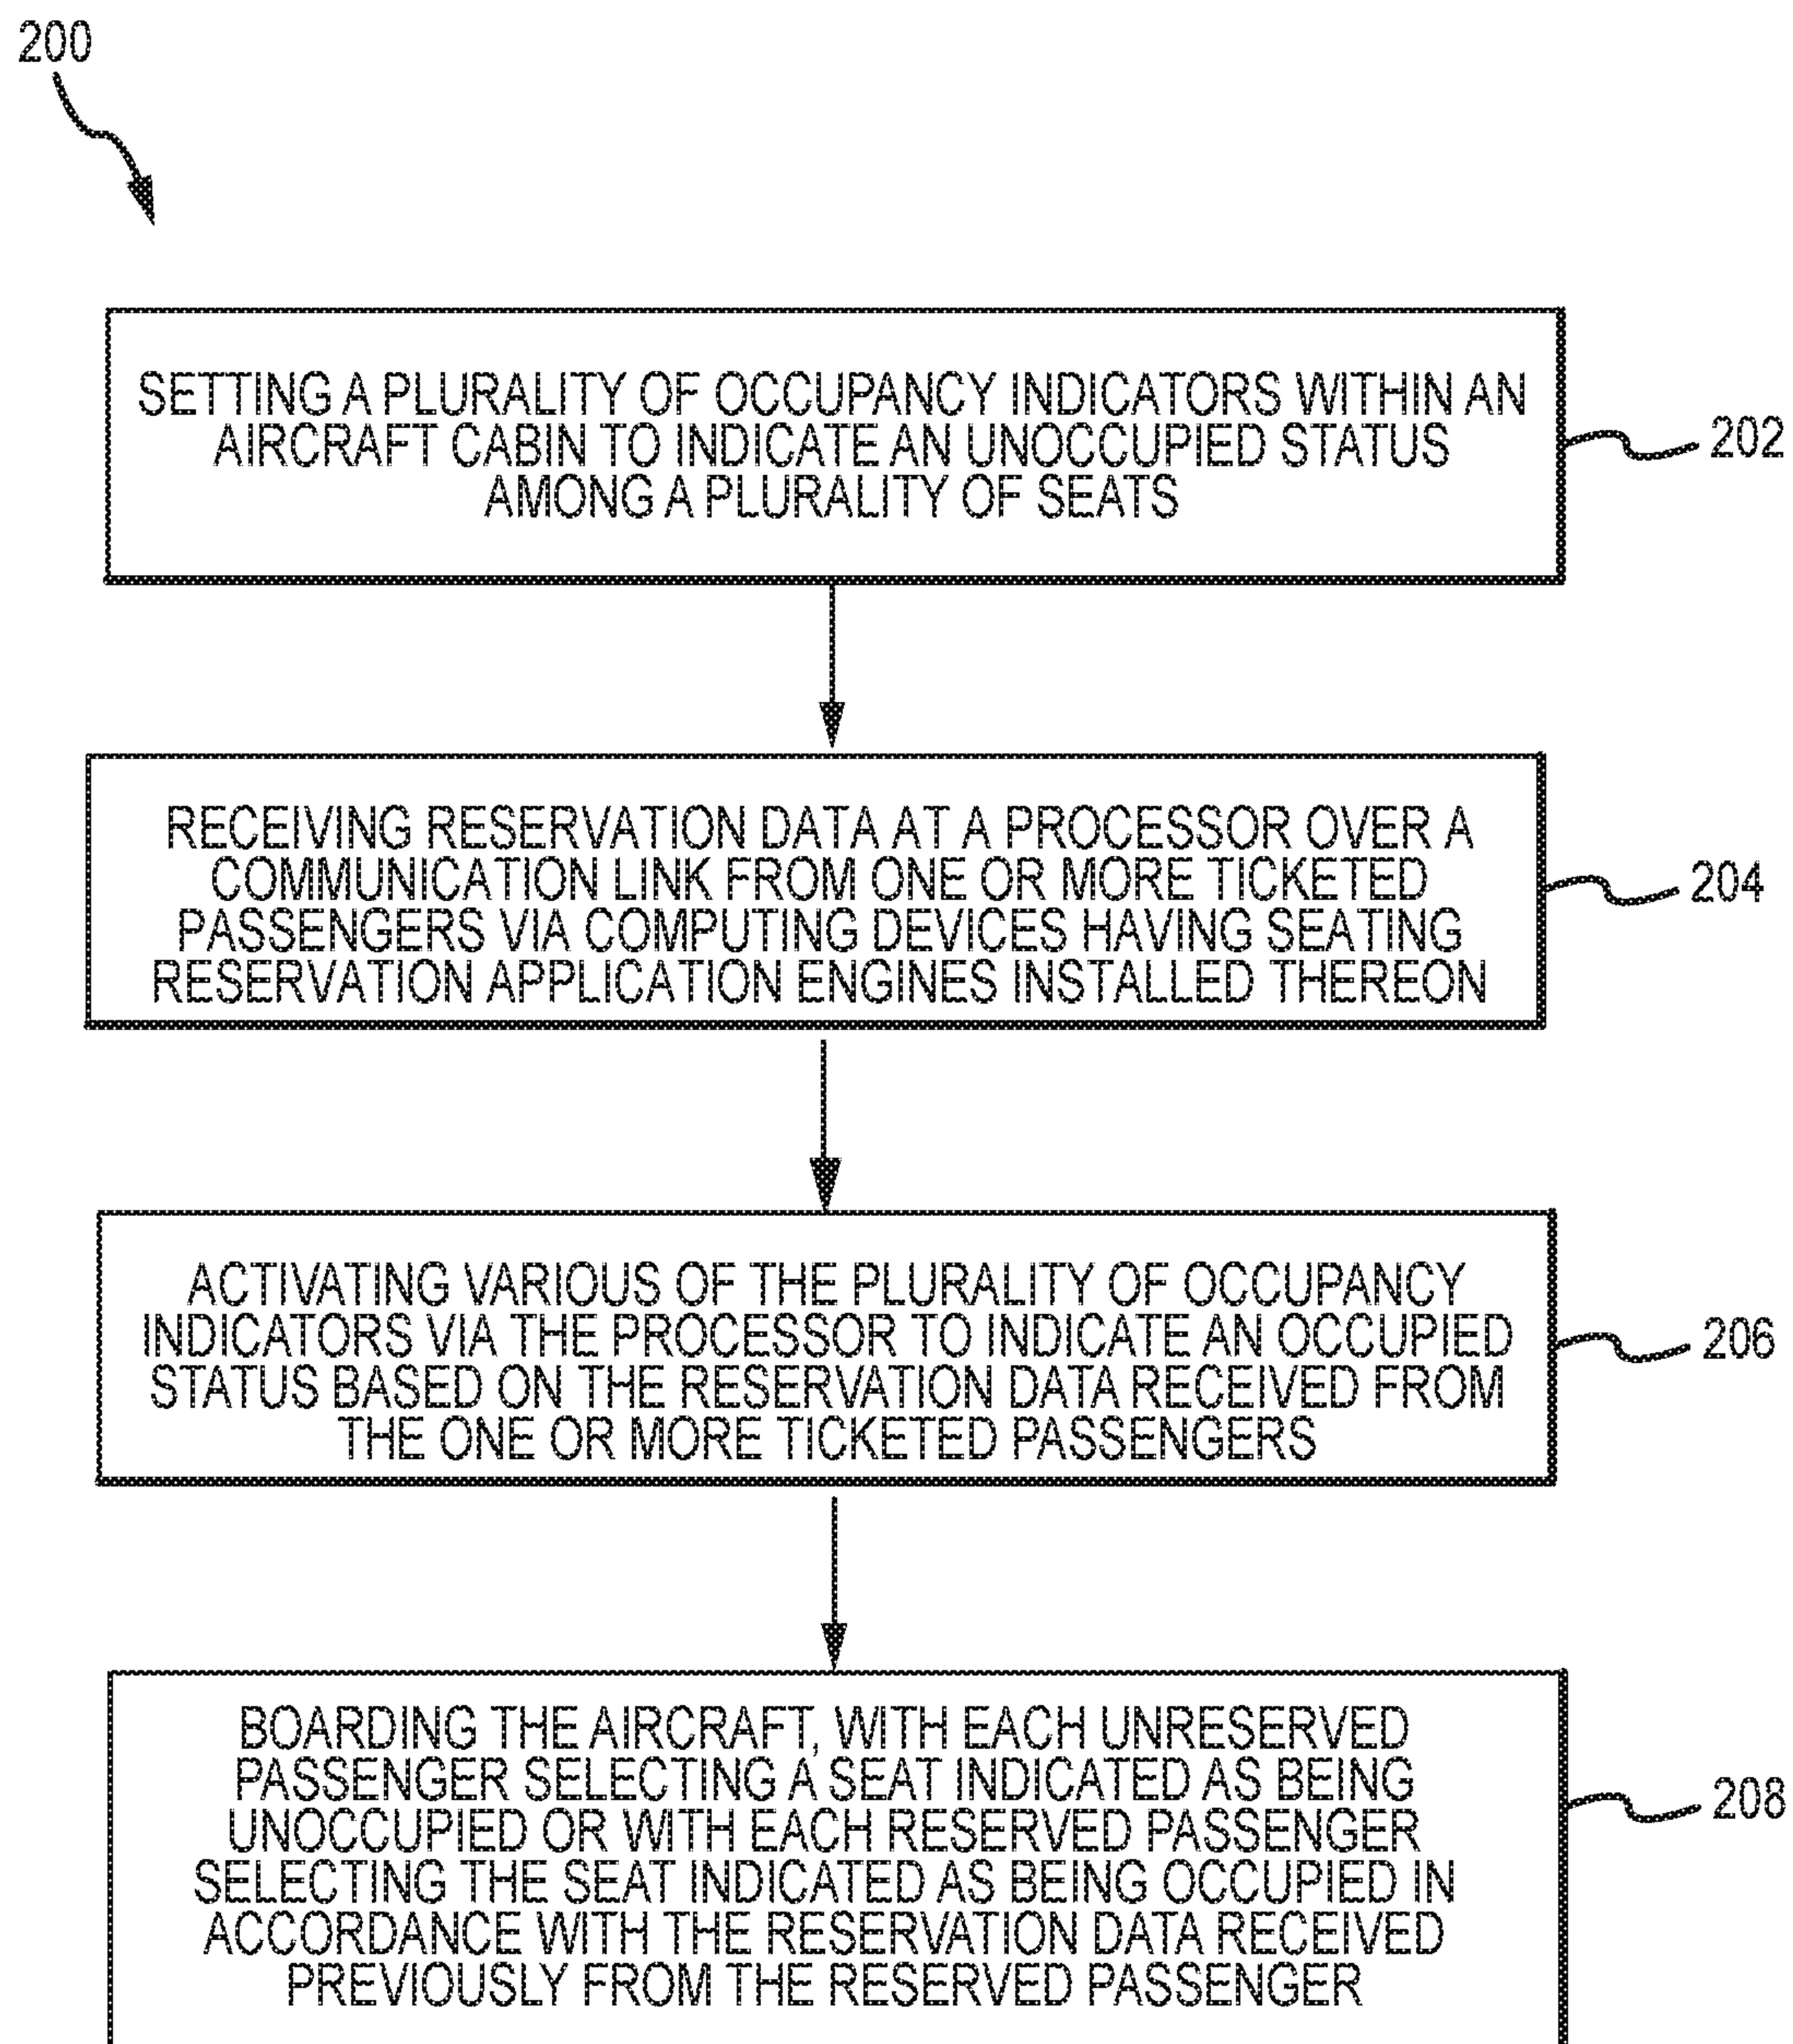 200
SETTING A PLURALITY OF OCCUPANCY INDICATORS WITHIN AN
AIRCRAFT CABIN TO INDICATE AN UNOCCUPIED STATUS
AMONG A PLURALITY OF SEATS
202
RECEIVING RESERVATION DATA AT A PROCESSOR OVER A
COMMUNICATION LINK FROM ONE OR MORE TICKETED
PASSENGERS VIA COMPUTING DEVICES HAVING SEATING
RESERVATION APPLICATION ENGINES INSTALLED THEREON
204
ACTIVATING VARIOUS OF THE PLURALITY OF OCCUPANCY
INDICATORS VIA THE PROCESSOR TO INDICATE AN OCCUPIED
STATUS BASED ON THE RESERVATION DATA RECEIVED FROM
THE ONE OR MORE TICKETED PASSENGERS
206
BOARDING THE AIRCRAFT, WITH EACH UNRESERVED
PASSENGER SELECTING A SEAT INDICATED AS BEING
UNOCCUPIED OR WITH EACH RESERVED PASSENGER
SELECTING THE SEAT INDICATED AS BEING OCCUPIED IN
ACCORDANCE WITH THE RESERVATION DATA RECEIVED
PREVIOUSLY FROM THE RESERVED PASSENGER
208